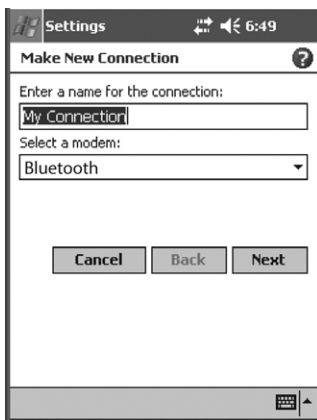 Settings 6:49
Make New Connection ?
Enter a name for the connection:
My Connection
Select a modem:
Bluetooth
Cancel Back Next